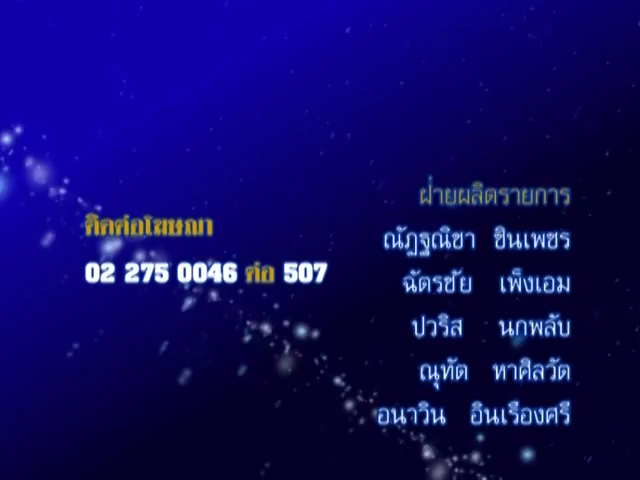 ฝ่ายผลิตรายการ
ติดต่อโฆษณา
ณัฏฐณิชา ชินเพชร
02 275 0046 ต่อ 507
ฉัตรชัย เพ็งเอม
ปวริส นกพลับ
ณุทัต ทาศิลวัด
อนาวิน อินเรืองศรี